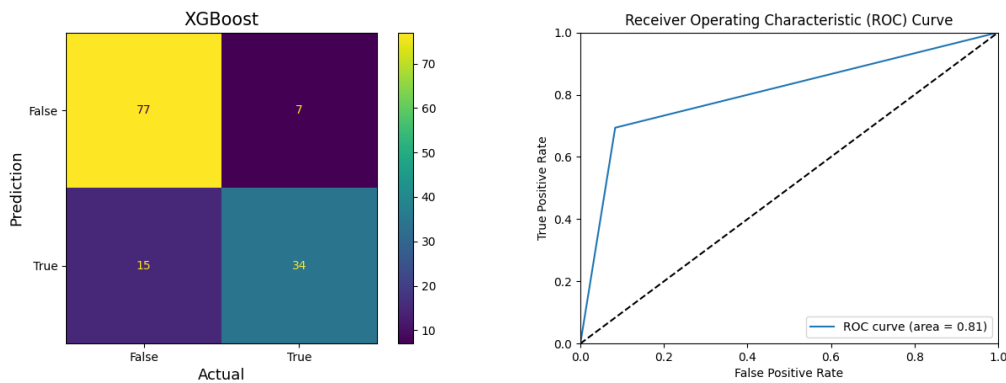 XGBoost
False
77
7
True
15
34
Prediction
False
True
Actual
70
60
50
40
30
20
10
Receiver Operating Characteristic (ROC) Curve
1.0
0.8
0.6
0.4
0.2
0.0
True Positive Rate
ROC curve (area = 0.81)
0.0
0.2
0.4
0.6
0.8
1.0
False Positive Rate